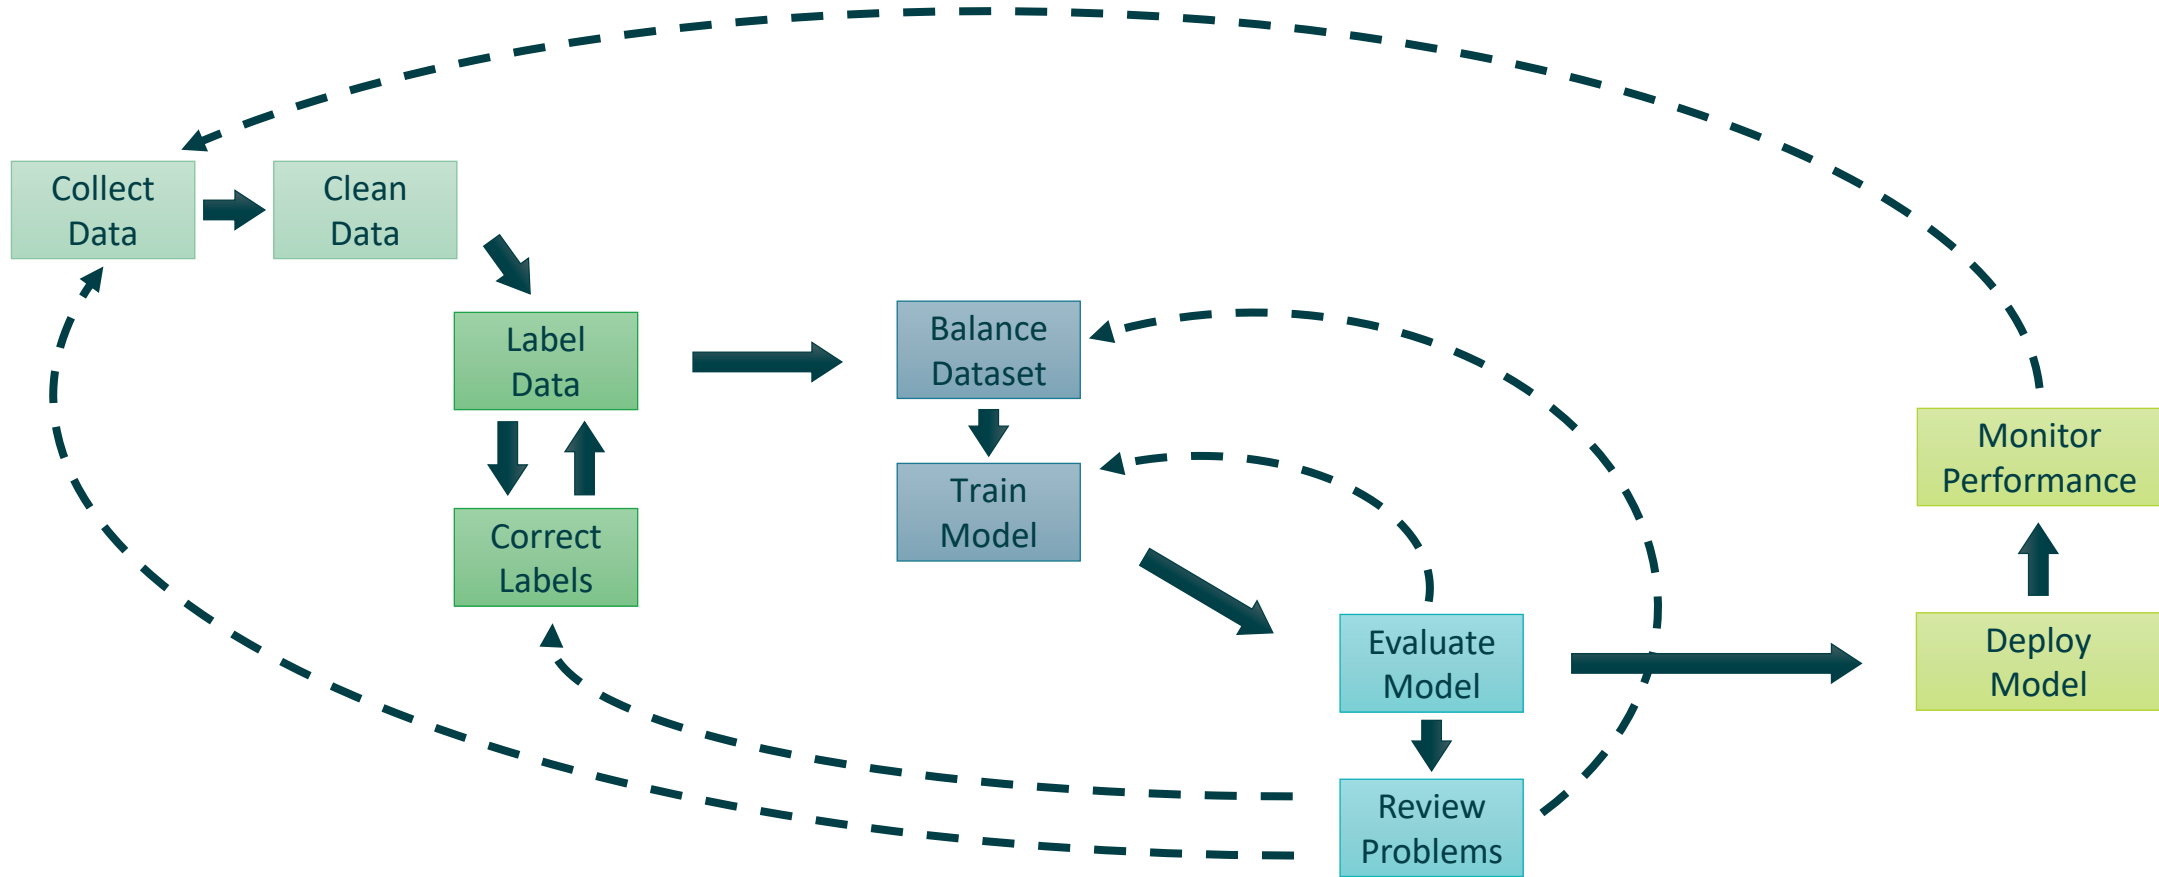 Collect
Data
Clean
Data
Label
Data
Correct
Labels
Balance
Dataset
Train
Model
Evaluate
Model
Review
Problems
Deploy
Model
Monitor
Performance